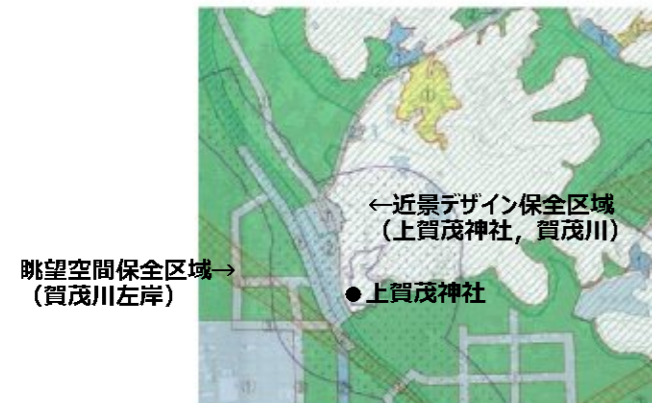 ←近景デザイン保全区域
（上賀茂神社，賀茂川）
眺望空間保全区域→
（賀茂川左岸）
●上賀茂神社